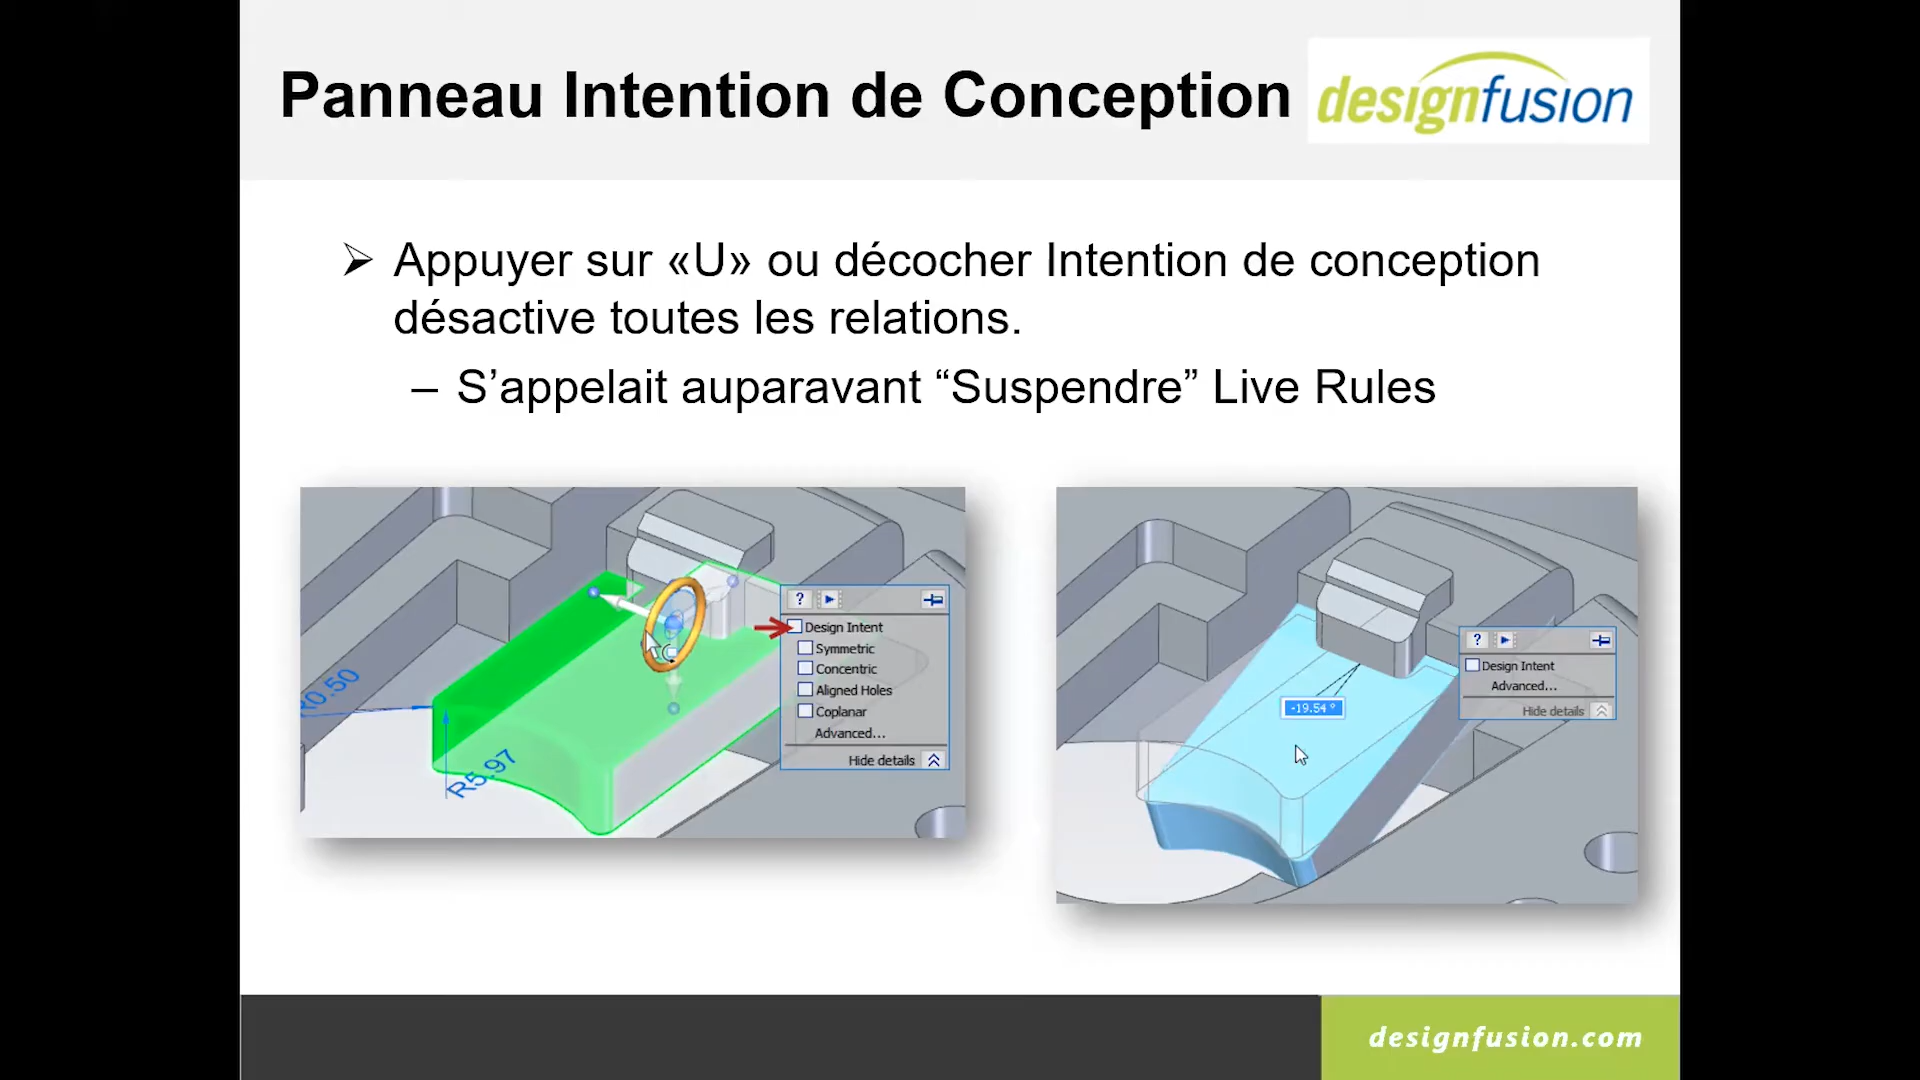 Panneau Intention de Conception
designfusion
Appuyer sur «U» ou décocher Intention de conception
désactive toutes les relations.
– S’appelait auparavant “Suspendre” Live Rules
R0.50
R5.97
?
Design Intent
Symmetric
Concentric
Aligned Holes
Coplanar
Advanced...
Hide details
-19.54 °
?
Design Intent
Advanced...
Hide details
designfusion.com